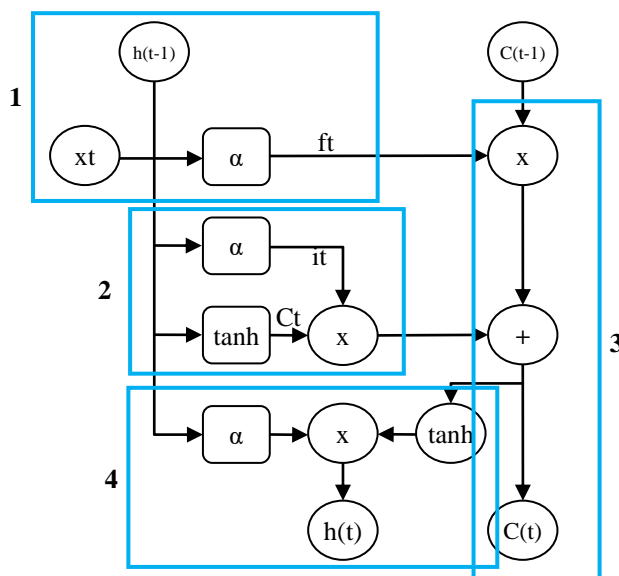 h(t-1)
C(t-1)
1
xt
α
ft
x
α
it
2
tanh
Ct
x
+
3
α
x
tanh
4
h(t)
C(t)